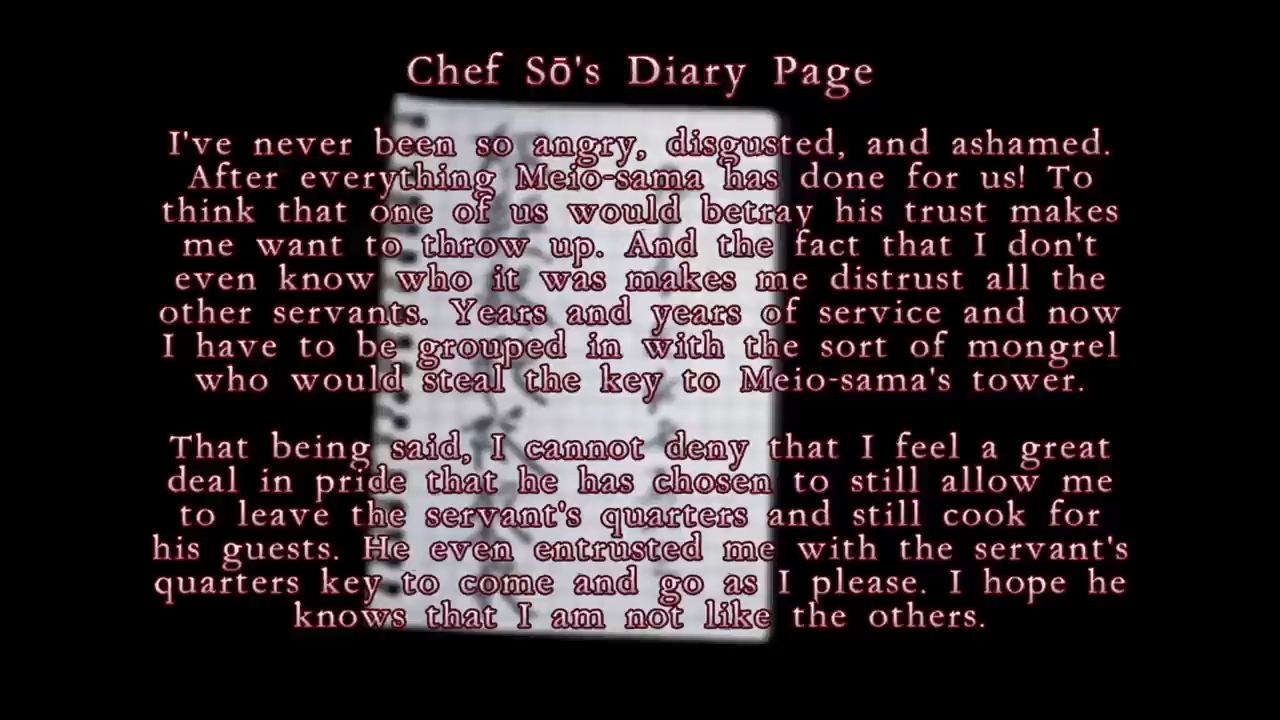 Chef Sō's Diary Page
I've never been so angry, disgusted, and ashamed.
After everything Meio-sama has done for us! To
think that one of us would betray his trust makes
me want to throw up. And the fact that I don't
even know who it was makes me distrust all the
other servants. Years and years of service and now
I have to be grouped in with the sort of mongrel
who would steal the key to Meio-sama's tower.
That being said, I cannot deny that I feel a great
deal in pride that he has chosen to still allow me
to leave the servant's quarters and still cook for
his guests. He even entrusted me with the servant's
quarters key to come and go as I please. I hope he
knows that I am not like the others.